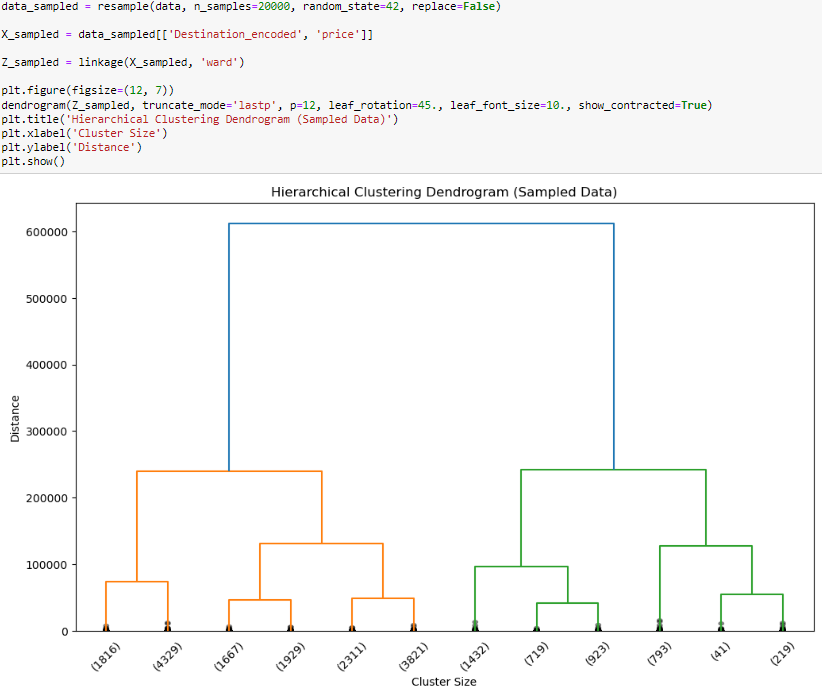 data_sampled = resample(data, n_samples=20000, random_state=42, replace=False)
X_sampled = data_sampled[['Destination_encoded', 'price']]
Z_sampled = linkage(X_sampled, 'ward')
plt.figure(figsize=(12, 7))
dendrogram(Z_sampled, truncate_mode='lastp', p=12, leaf_rotation=45., leaf_font_size=10., show_contracted=True)
plt.title('Hierarchical Clustering Dendrogram (Sampled Data)')
plt.xlabel('Cluster Size')
plt.ylabel('Distance')
plt.show()
Hierarchical Clustering Dendrogram (Sampled Data)
600000
500000
400000
300000
200000
100000
0
Distance
(1816)
(4329)
(1667)
(1929)
(2311)
(3821)
(1432)
(719)
(923)
(793)
(41)
(219)
Cluster Size